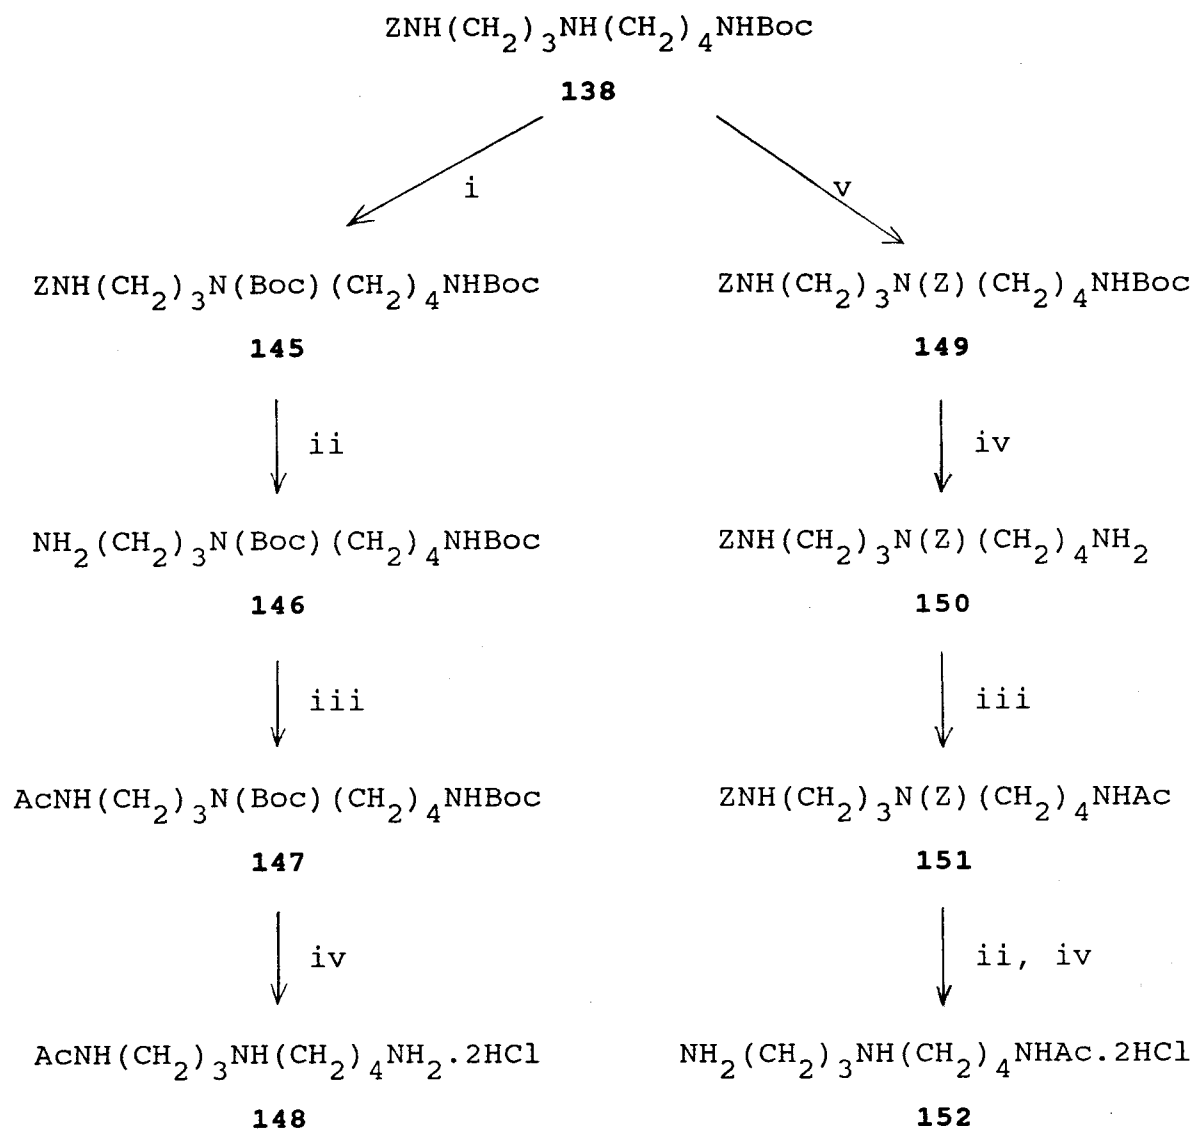 ZNH(CH₂)₃NH(CH₂)₄NHBoc
138
i
v
ZNH(CH₂)₃N(Boc)(CH₂)₄NHBoc
ZNH(CH₂)₃N(Z)(CH₂)₄NHBoc
145
149
ii
iv
NH₂(CH₂)₃N(Boc)(CH₂)₄NHBoc
ZNH(CH₂)₃N(Z)(CH₂)₄NH₂
146
150
iii
iii
AcNH(CH₂)₃N(Boc)(CH₂)₄NHBoc
ZNH(CH₂)₃N(Z)(CH₂)₄NHAc
147
151
iv
ii, iv
AcNH(CH₂)₃NH(CH₂)₄NH₂.2HCl
NH₂(CH₂)₃NH(CH₂)₄NHAc.2HCl
148
152